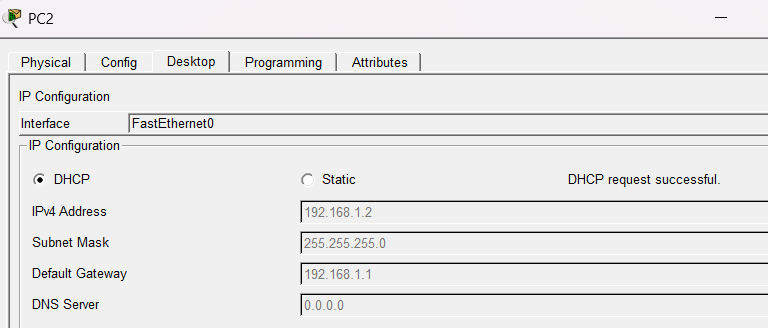 PC2
Physical Config Desktop Programming Attributes
IP Configuration
Interface FastEthernet0
IP Configuration
DHCP Static DHCP request successful.
IPv4 Address 192.168.1.2
Subnet Mask 255.255.255.0
Default Gateway 192.168.1.1
DNS Server 0.0.0.0